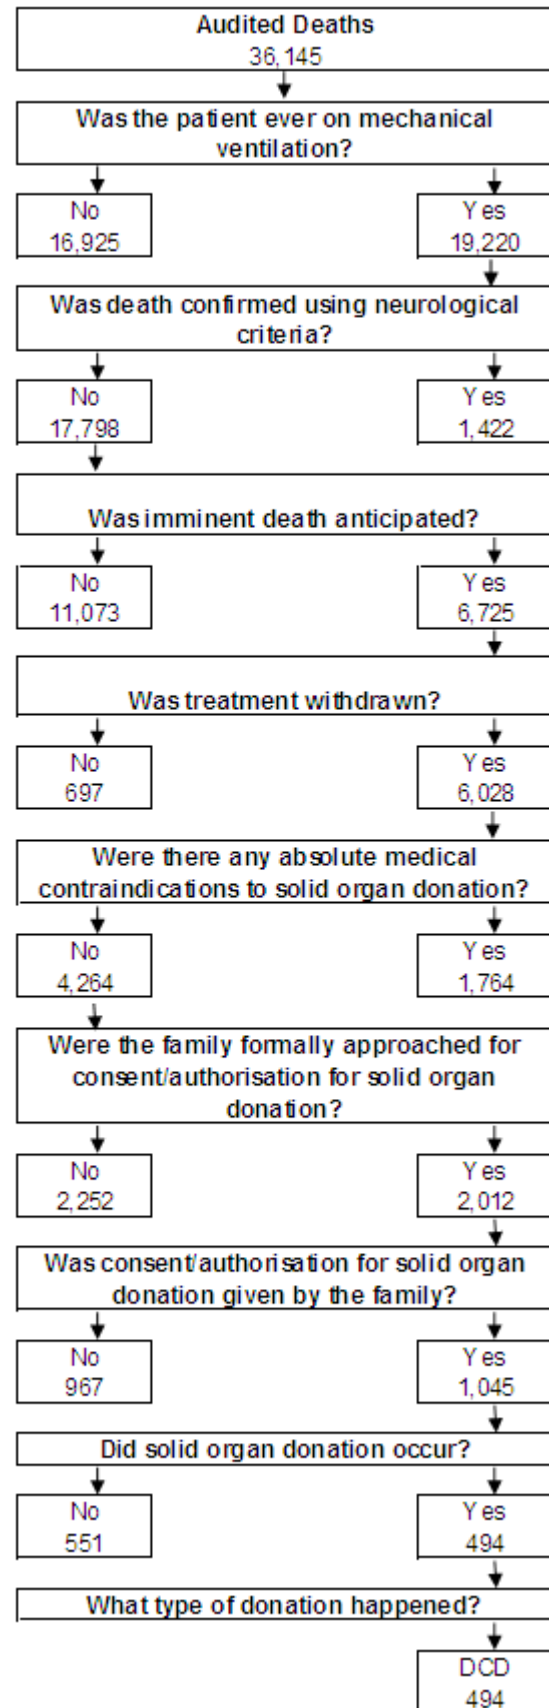 Audited Deaths
36,145
Was the patient ever on mechanical
ventilation?
No
16,925
Yes
19,220
Was death confirmed using neurological
criteria?
No
17,798
Yes
1,422
Was imminent death anticipated?
No
11,073
Yes
6,725
Was treatment withdrawn?
No
697
Yes
6,028
Were there any absolute medical
contraindications to solid organ donation?
No
4,264
Yes
1,764
Were the family formally approached for
consent/authorisation for solid organ
donation?
No
2,252
Yes
2,012
Was consent/authorisation for solid organ
donation given by the family?
No
967
Yes
1,045
Did solid organ donation occur?
No
551
Yes
494
What type of donation happened?
DCD
494